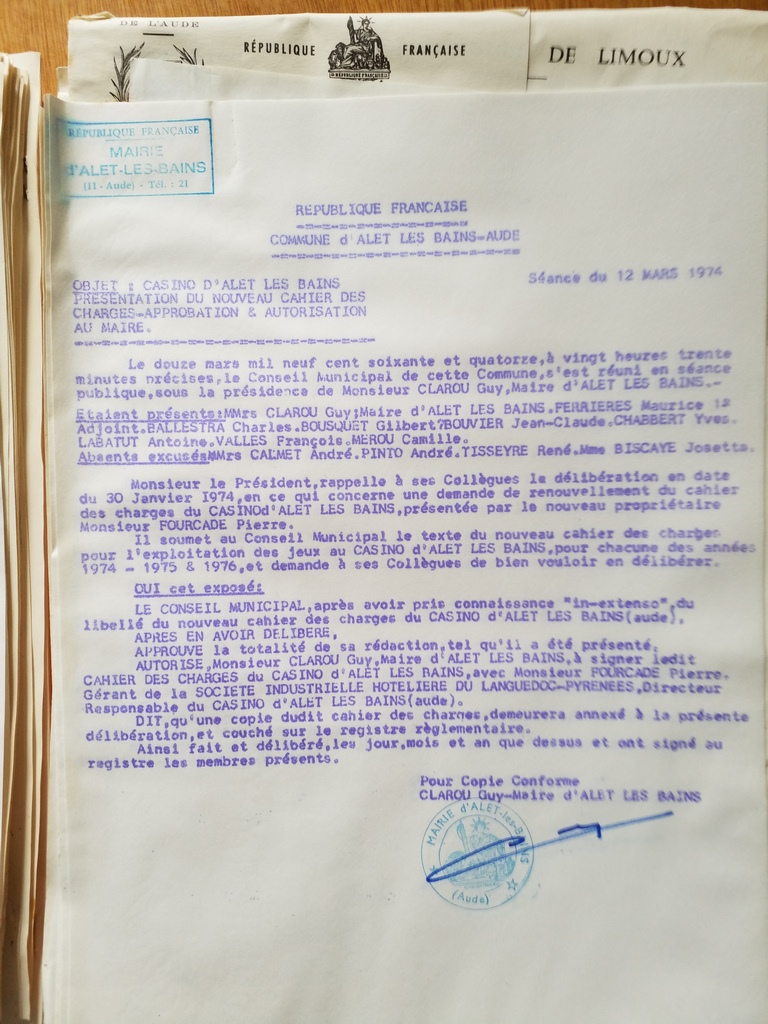 DE L'AUDE
RÉPUBLIQUE FRANÇAISE
RÉPUBLIQUE FRANÇAISE
DE LIMOUX
RÉPUBLIQUE FRANÇAISE
MAIRIE
d'ALET-LES-BAINS
(11 - Aude) - Tél. : 21
REPUBLIQUE FRANCAISE
COMMUNE d'ALET LES BAINS-AUDE
Séance du 12 MARS 1974
OBJET : CASINO D'ALET LES BAINS
PRESENTATION DU NOUVEAU CAHIER DES
CHARGES-APPROBATION & AUTORISATION
AU MAIRE.
Le douze mars mil neuf cent soixante et quatorze,à vingt heures trente
minutes précises,le Conseil Municipal de cette Commune,s'est réuni en séance
publique,sous la présidence de Monsieur CLAROU Guy,Maire d'ALET LES BAINS.-
Etaient présents:MMrs CLAROU Guy;Maire d'ALET LES BAINS.FERRIERES Maurice 1°
Adjoint.BALLESTRA Charles.BOUSQUET Gilbert?BOUVIER Jean-Claude.CHABBERT Yves.
LABATUT Antoine.VALLES François.MEROU Camille.
Absents excusésMMrs CALMET André.PINTO André.TISSEYRE René.Mme BISCAYE Josette.
Monsieur le Président,rappelle à ses Collègues la délibération en date
du 30 Janvier 1974,en ce qui concerne une demande de renouvellement du cahier
des charges du CASINOd'ALET LES BAINS,présentée par le nouveau propriétaire
Monsieur FOURCADE Pierre.
Il soumet au Conseil Municipal le texte du nouveau cahier des charges
pour l'exploitation des jeux au CASINO d'ALET LES BAINS,pour chacune des années
1974 - 1975 & 1976,et demande à ses Collègues de bien vouloir en délibérer.
OUI cet exposé:
LE CONSEIL MUNICIPAL,après avoir pris connaissance "in-extenso",du
libellé du nouveau cahier des charges du CASINO d'ALET LES BAINS(aude).
APRES EN AVOIR DELIBERE,
APPROUVE la totalité de sa rédaction,tel qu'il a été présenté.
AUTORISE,Monsieur CLAROU Guy,Maire d'ALET LES BAINS,à signer ledit
CAHIER DES CHARGES du CASINO d'ALET LES BAINS,avec Monsieur FOURCADE Pierre.
Gérant de la SOCIETE INDUSTRIELLE HOTELIERE DU LANGUEDOC-PYRENEES,Directeur
Responsable du CASINO d'ALET LES BAINS(aude).
DIT,qu'une copie dudit cahier des charges,demeurera annexé à la présente
délibération,et couché sur le registre règlementaire.
Ainsi fait et délibéré,les jour,mois et an que dessus et ont signé au
registre les membres présents.
Pour Copie Conforme
CLAROU Guy-Maire d'ALET LES BAINS
MAIRIE d'ALET-les-BAINS
(Aude)